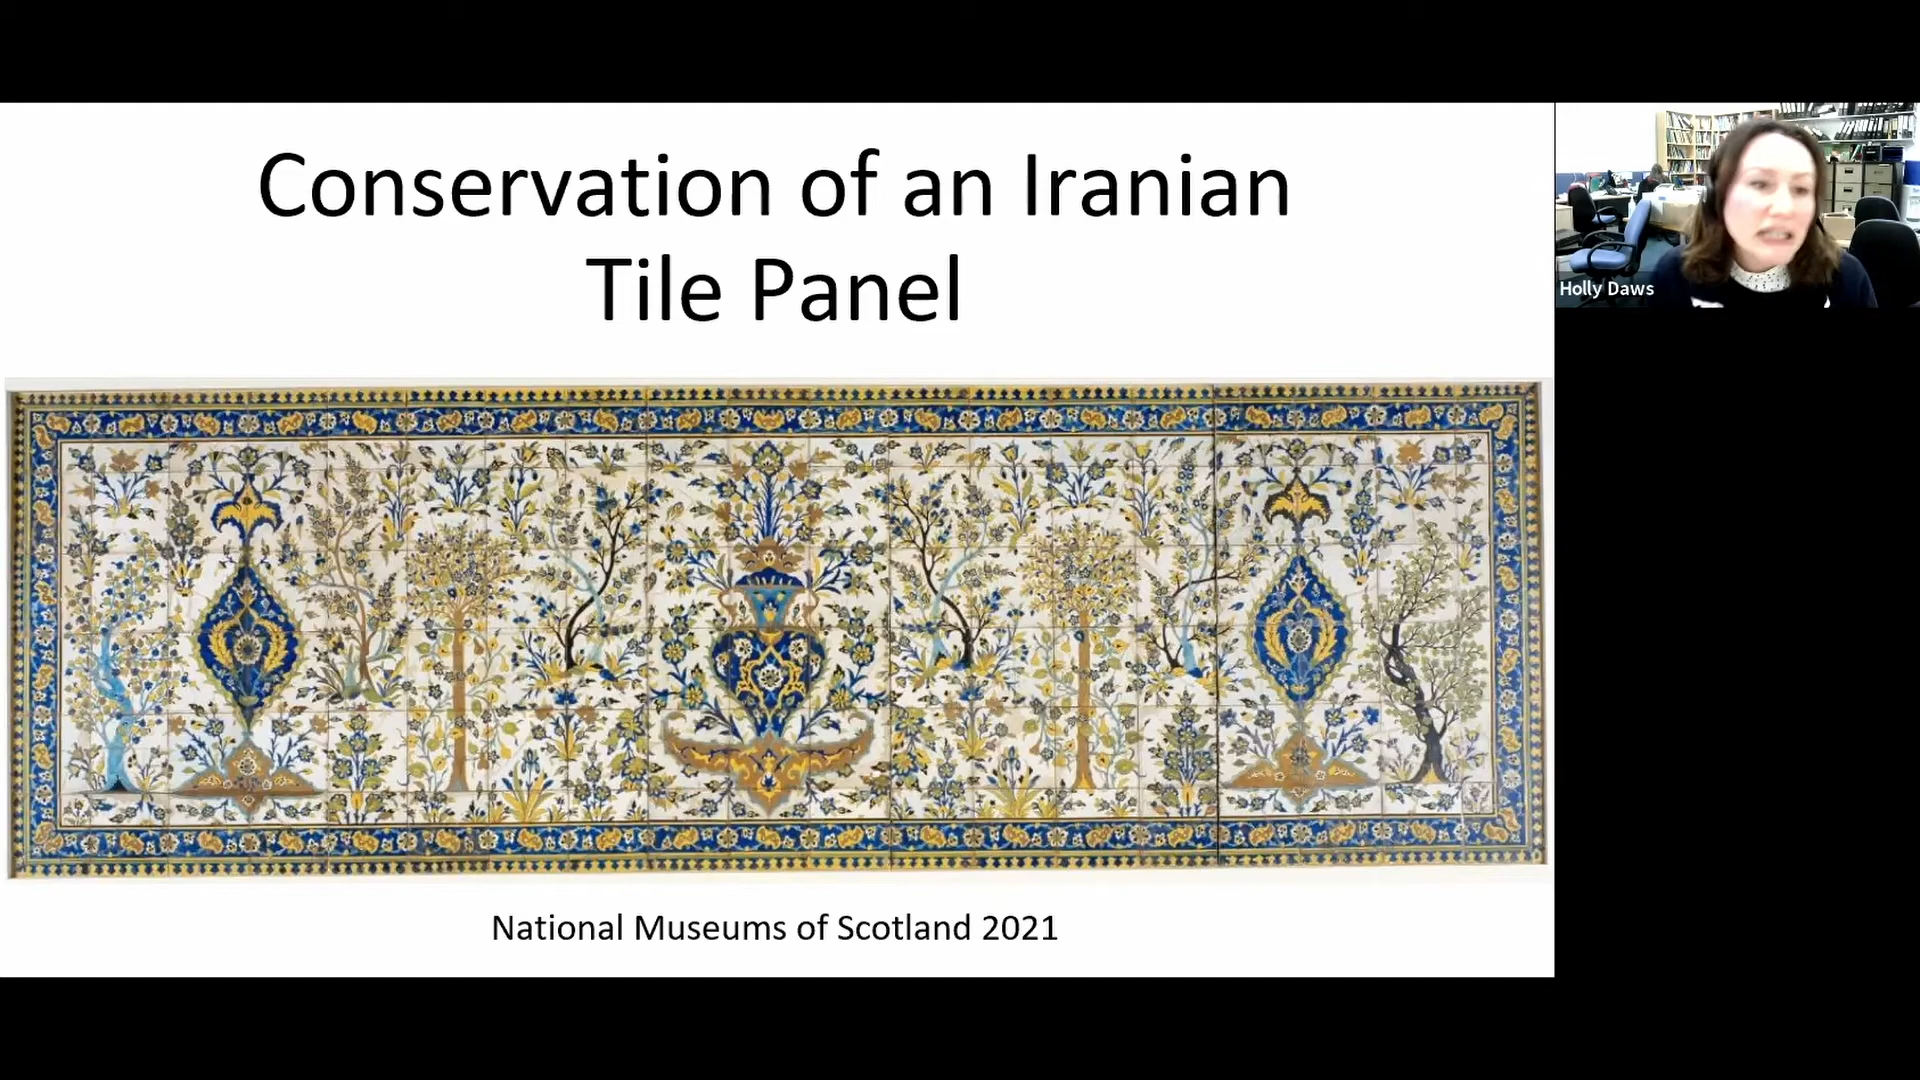 Conservation of an Iranian
Tile Panel
Holly Daws
National Museums of Scotland 2021